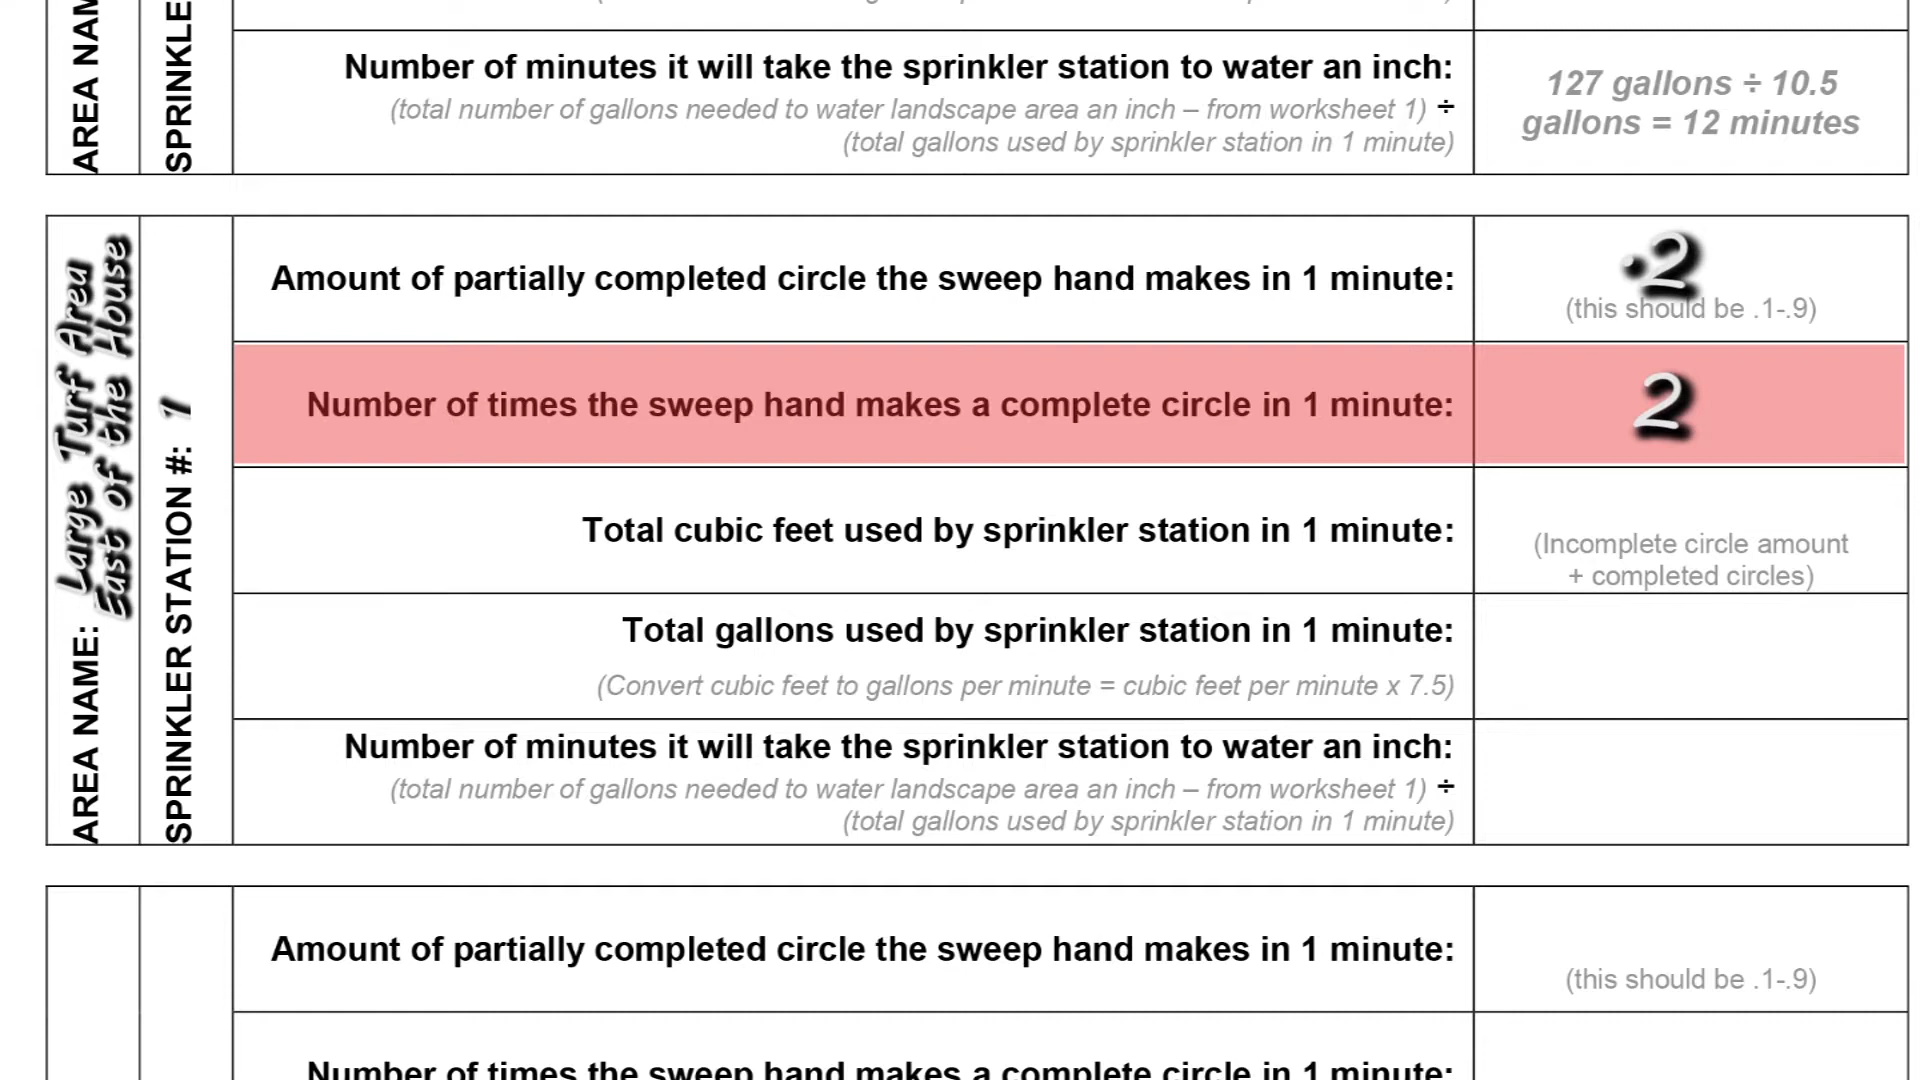 AREA NAM
SPRINKLE
Number of minutes it will take the sprinkler station to water an inch:
(total number of gallons needed to water landscape area an inch – from worksheet 1) ÷
(total gallons used by sprinkler station in 1 minute)
127 gallons ÷ 10.5
gallons = 12 minutes
AREA NAME: Large Turf Area
East of the House
SPRINKLER STATION #: 1
Amount of partially completed circle the sweep hand makes in 1 minute:
.2
(this should be .1-.9)
Number of times the sweep hand makes a complete circle in 1 minute:
2
Total cubic feet used by sprinkler station in 1 minute:
(Incomplete circle amount
+ completed circles)
Total gallons used by sprinkler station in 1 minute:
(Convert cubic feet to gallons per minute = cubic feet per minute x 7.5)
Number of minutes it will take the sprinkler station to water an inch:
(total number of gallons needed to water landscape area an inch – from worksheet 1) ÷
(total gallons used by sprinkler station in 1 minute)
Amount of partially completed circle the sweep hand makes in 1 minute:
(this should be .1-.9)
Number of times the sweep hand makes a complete circle in 1 minute: